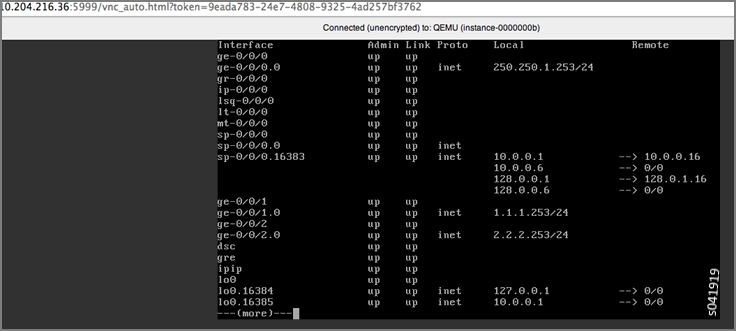 10.204.216.36:5999/vnc_auto.html?token=9eada783-24e7-4808-9325-4ad257bf3762
Connected (unencrypted) to: QEMU (instance-0000000b)
Interface Admin Link Proto Local Remote
ge-0/0/0 up up
ge-0/0/0.0 up up inet 250.250.1.253/24
gr-0/0/0 up up
ip-0/0/0 up up
lsq-0/0/0 up up
lt-0/0/0 up up
mt-0/0/0 up up
sp-0/0/0 up up
sp-0/0/0.0 up up inet
sp-0/0/0.16383 up up inet 10.0.0.1 --> 10.0.0.16
10.0.0.6 --> 0/0
128.0.0.1 --> 128.0.1.16
128.0.0.6 --> 0/0
ge-0/0/1 up up
ge-0/0/1.0 up up inet 1.1.1.253/24
ge-0/0/2 up up
ge-0/0/2.0 up up inet 2.2.2.253/24
dsc up up
gre up up
ipip up up
lo0 up up
lo0.16384 up up inet 127.0.0.1 --> 0/0
lo0.16385 up up inet 10.0.0.1 --> 0/0
---(more)---
s041919